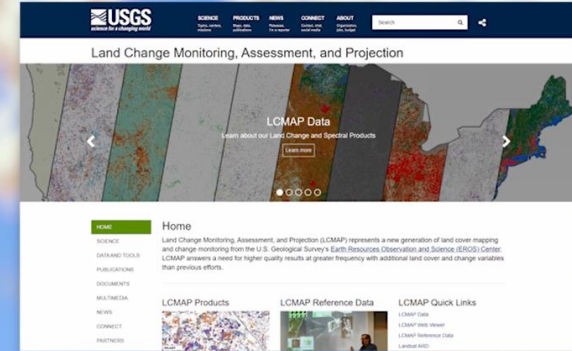 USGS
science for a changing world
SCIENCE
PRODUCTS
NEWS
CONNECT
ABOUT
Search
Land Change Monitoring, Assessment, and Projection
LCMAP Data
Learn about our Land Change and Spectral Products
Learn more
HOME
SCIENCE
DATA AND TOOLS
PUBLICATIONS
DOCUMENTS
MULTIMEDIA
NEWS
CONNECT
PARTNERS
Home
Land Change Monitoring, Assessment, and Projection (LCMAP) represents a new generation of land cover mapping
and change monitoring from the U.S. Geological Survey's Earth Resources Observation and Science (EROS) Center.
LCMAP answers a need for higher quality results at greater frequency with additional land cover and change variables
than previous efforts.
LCMAP Products
LCMAP Reference Data
LCMAP Quick Links
LCMAP Data
LCMAP Web Viewer
LCMAP Reference Data
Landsat ARD